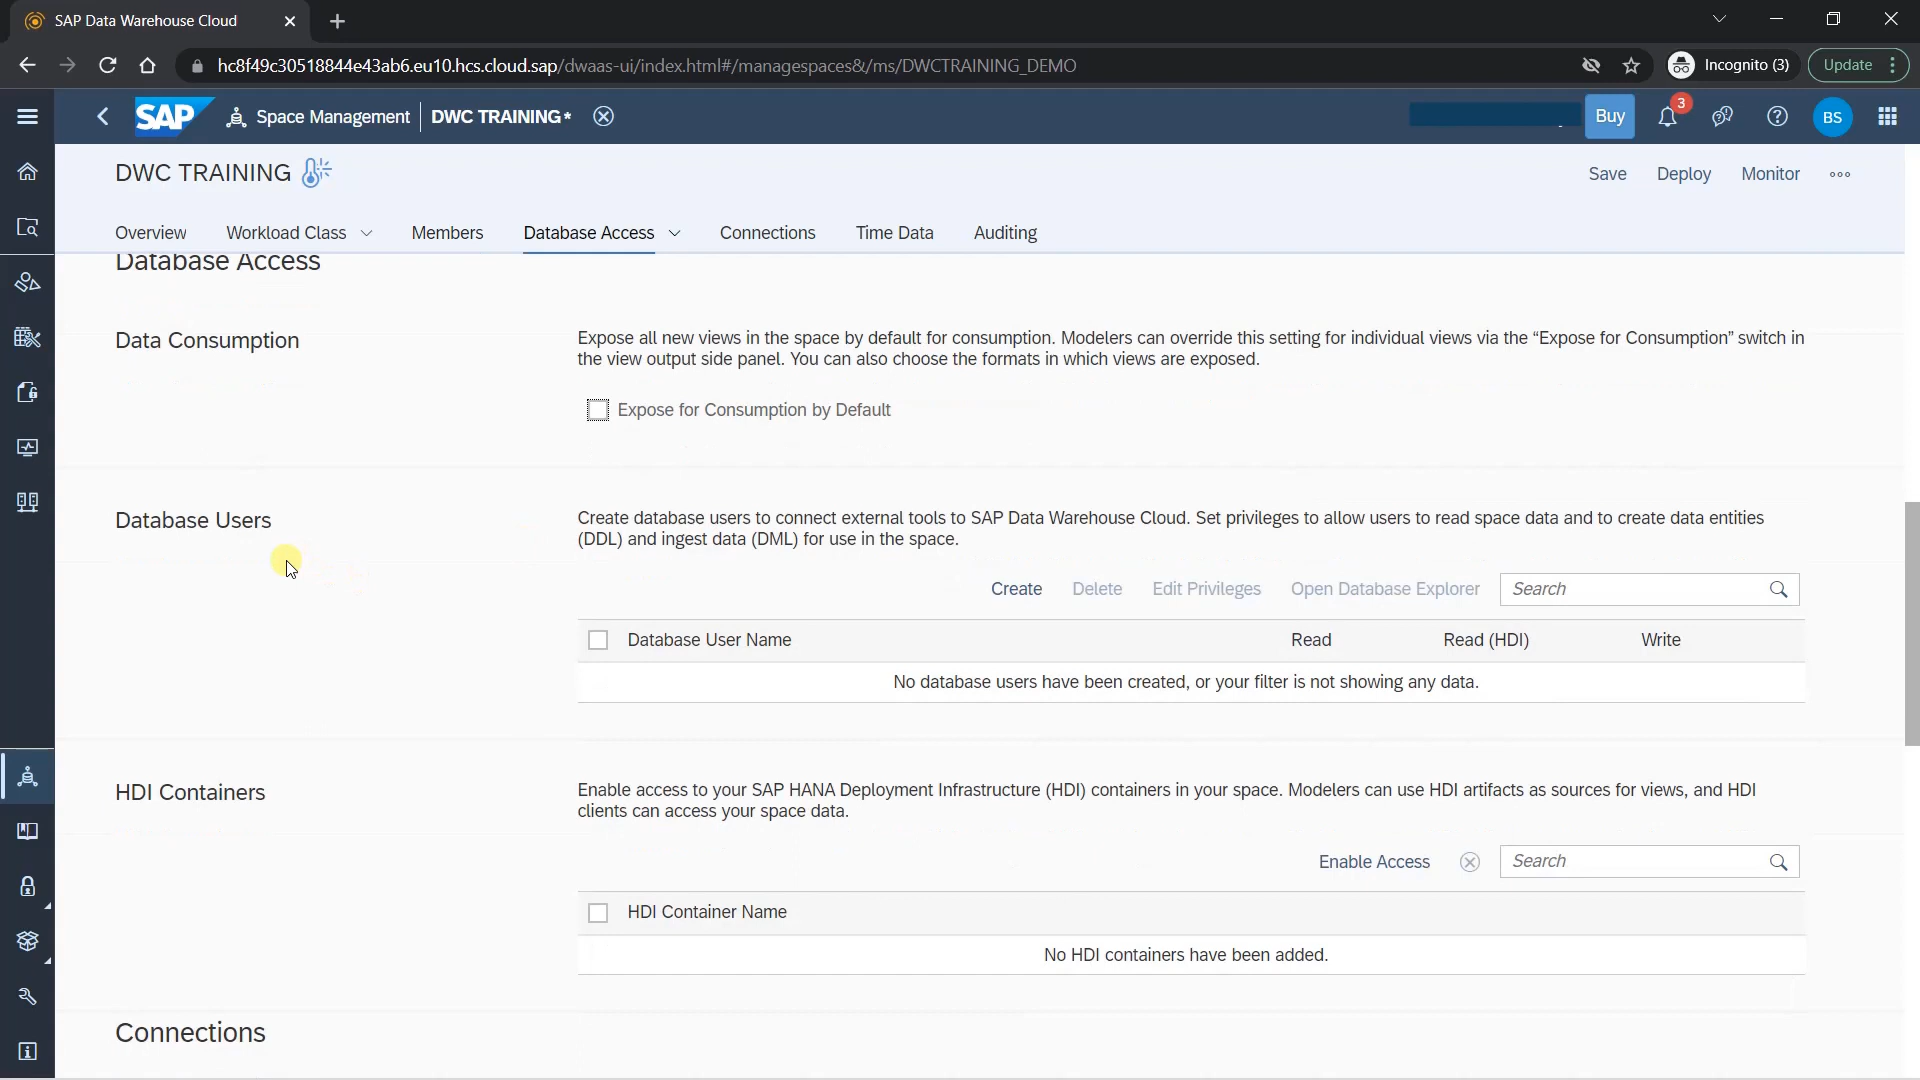 SAP Data Warehouse Cloud
hc8f49c30518844e43ab6.eu10.hcs.cloud.sap/dwaas-ui/index.html#/managespaces&/ms/DWCTRAINING_DEMO
Incognito (3)
Update
SAP
Space Management
DWC TRAINING*
Buy
3
BS
DWC TRAINING
Save
Deploy
Monitor
Overview
Workload Class
Members
Database Access
Connections
Time Data
Auditing
Database Access
Data Consumption
Expose all new views in the space by default for consumption. Modelers can override this setting for individual views via the “Expose for Consumption” switch in
the view output side panel. You can also choose the formats in which views are exposed.
Expose for Consumption by Default
Database Users
Create database users to connect external tools to SAP Data Warehouse Cloud. Set privileges to allow users to read space data and to create data entities
(DDL) and ingest data (DML) for use in the space.
Create
Delete
Edit Privileges
Open Database Explorer
Search
Database User Name
Read
Read (HDI)
Write
No database users have been created, or your filter is not showing any data.
HDI Containers
Enable access to your SAP HANA Deployment Infrastructure (HDI) containers in your space. Modelers can use HDI artifacts as sources for views, and HDI
clients can access your space data.
Enable Access
Search
HDI Container Name
No HDI containers have been added.
Connections